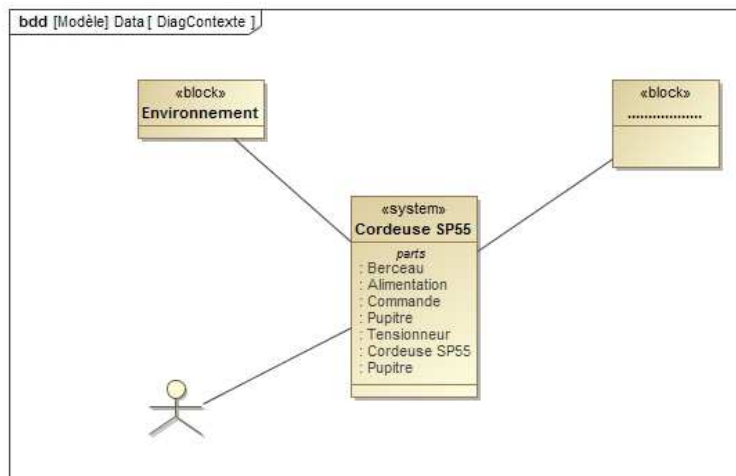 bdd [Modèle] Data [ DiagContexte ]
«block»
Environnement
«block»
..................
«system»
Cordeuse SP55
parts
: Berceau
: Alimentation
: Commande
: Pupitre
: Tensionneur
: Cordeuse SP55
: Pupitre